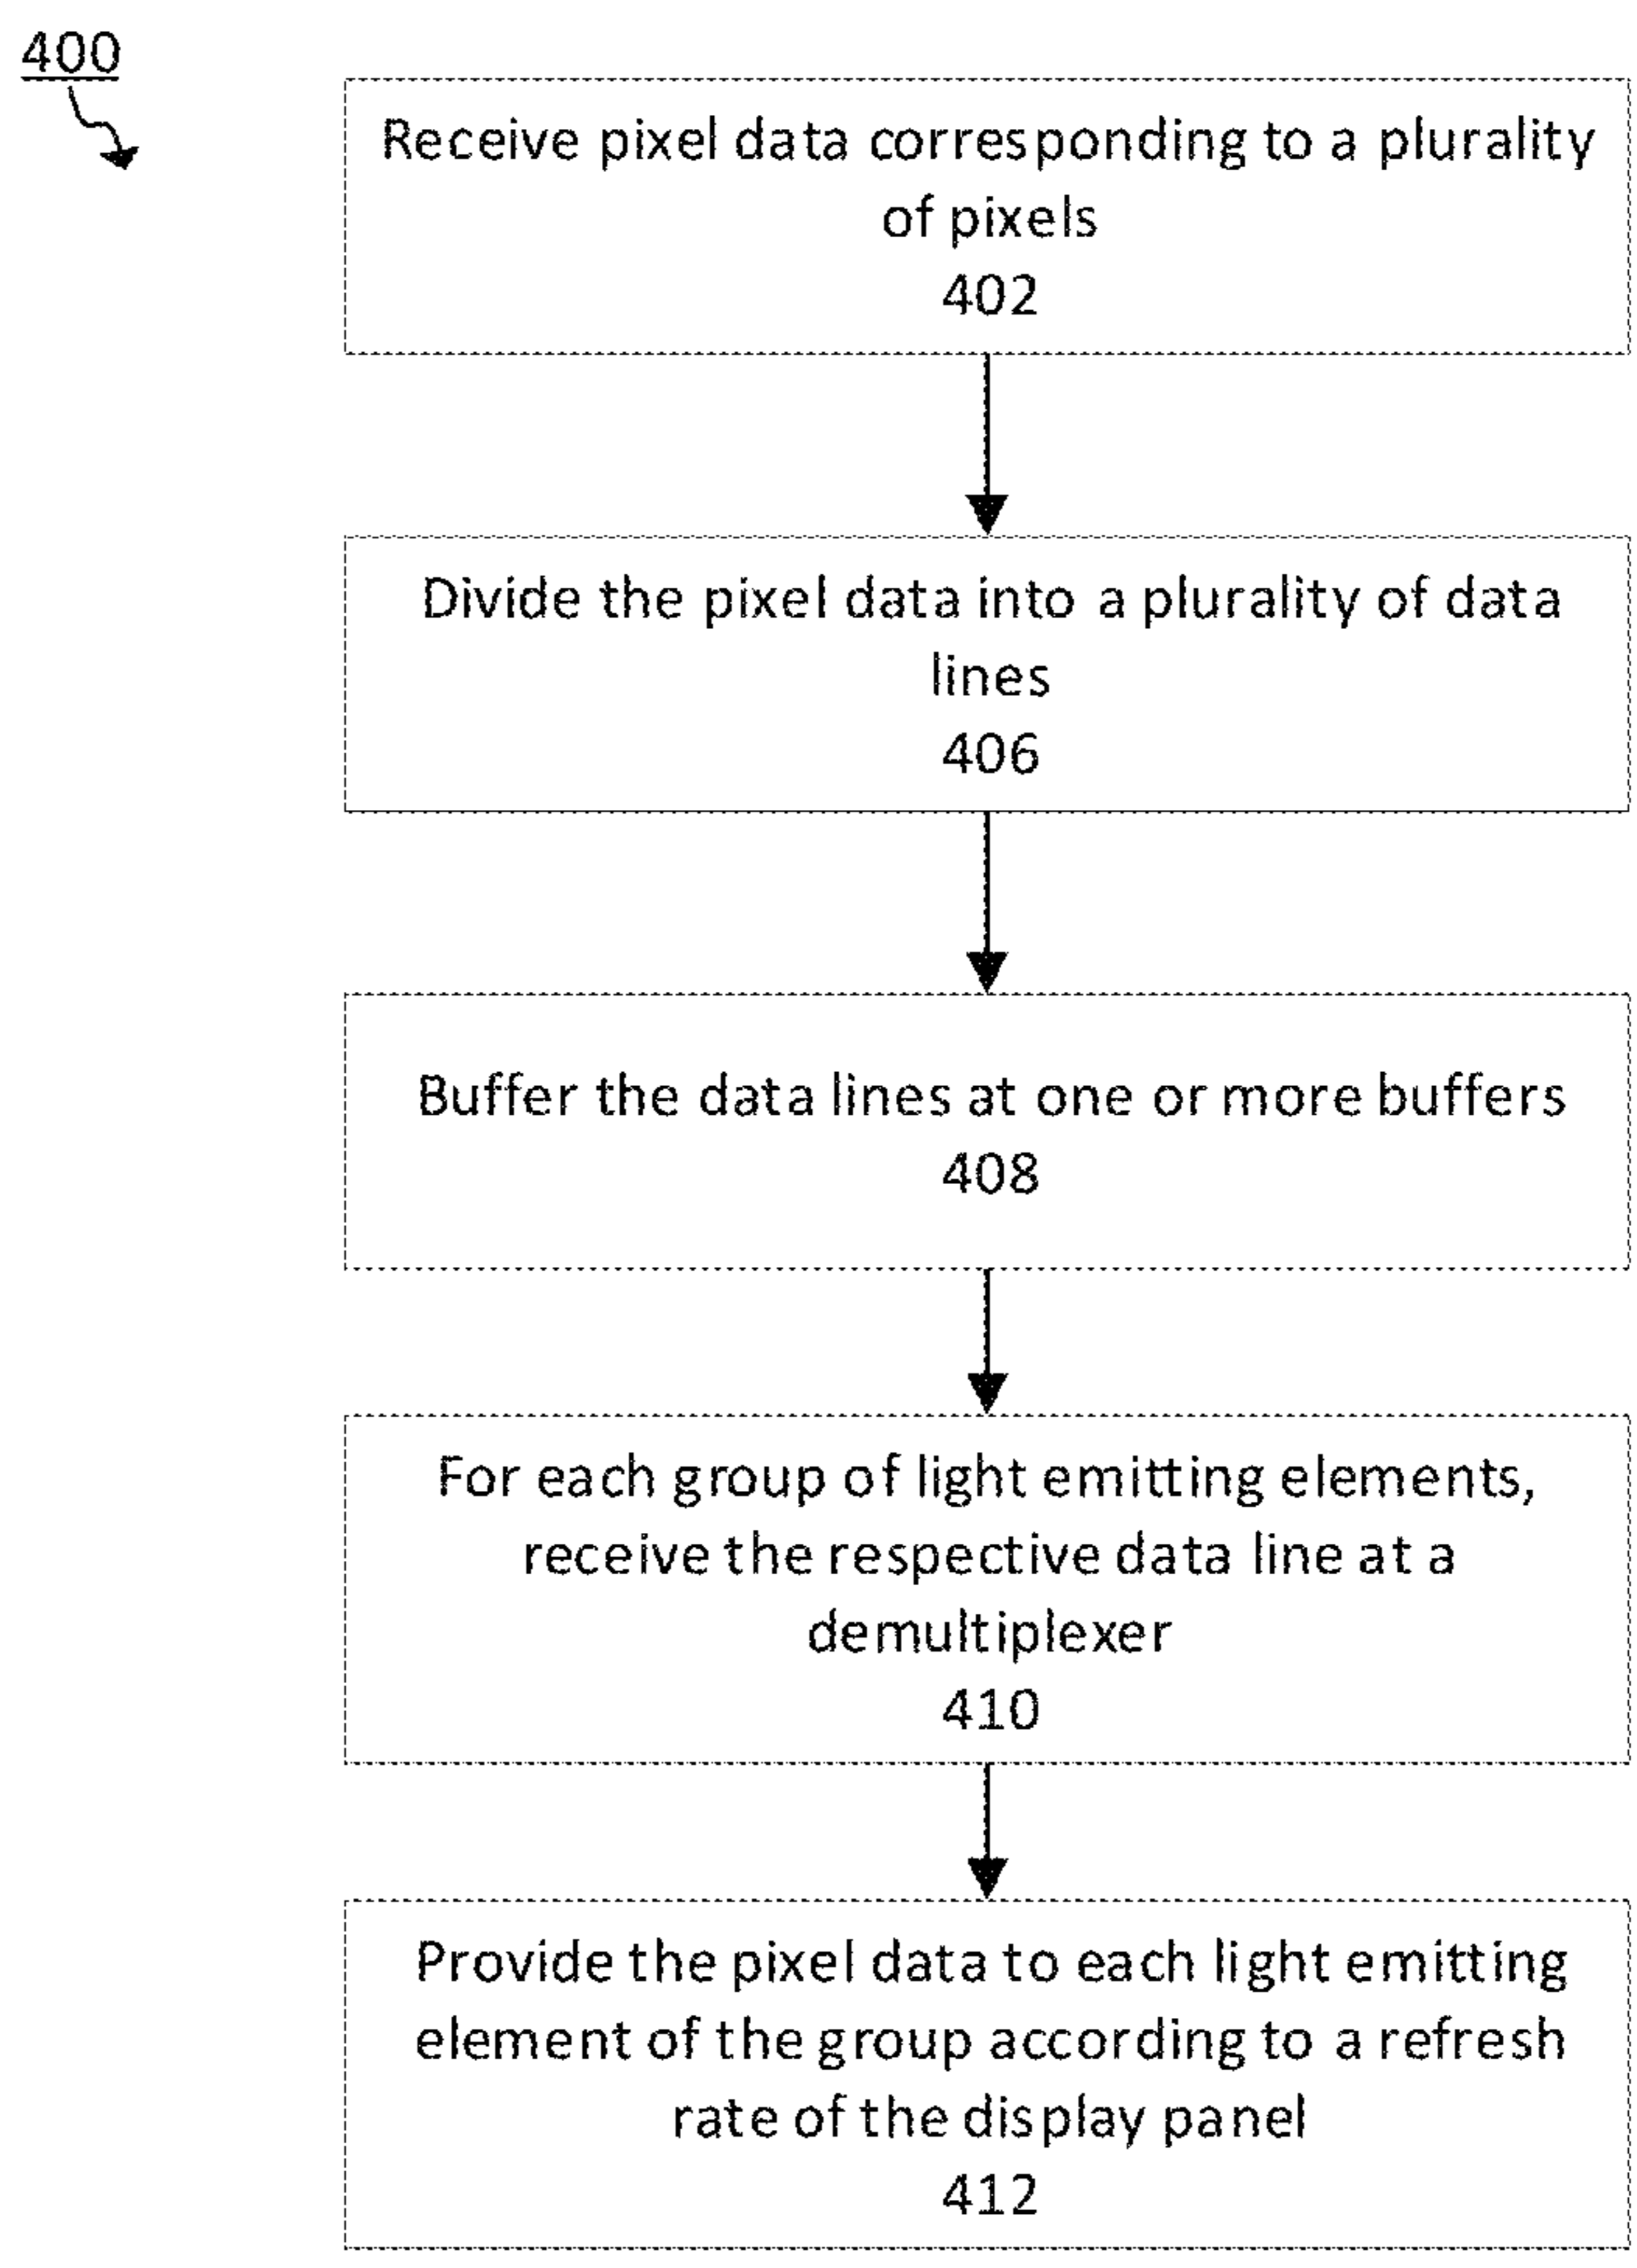 400
Receive pixel data corresponding to a plurality
of pixels
402
Divide the pixel data into a plurality of data
lines
406
Buffer the data lines at one or more buffers
408
For each group of light emitting elements,
receive the respective data line at a
demultiplexer
410
Provide the pixel data to each light emitting
element of the group according to a refresh
rate of the display panel
412